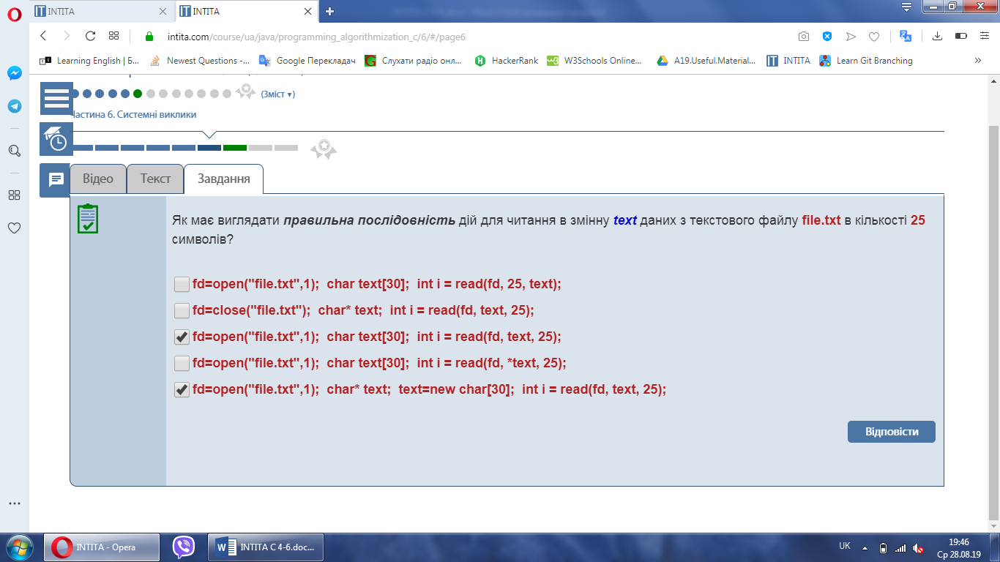 INTITA
INTITA
intita.com/course/ua/java/programming_algorithmization_c/6/#/page6
Learning English | Б...
Newest Questions -...
Google Перекладач
Слухати радіо онл...
HackerRank
W3Schools Online...
A19.Useful.Material...
INTITA
Learn Git Branching
(Зміст ▾)
Частина 6. Системні виклики
Відео
Текст
Завдання
Як має виглядати правильна послідовність дій для читання в змінну text даних з текстового файлу file.txt в кількості 25
символів?
fd=open("file.txt",1); char text[30]; int i = read(fd, 25, text);
fd=close("file.txt"); char* text; int i = read(fd, text, 25);
fd=open("file.txt",1); char text[30]; int i = read(fd, text, 25);
fd=open("file.txt",1); char text[30]; int i = read(fd, *text, 25);
fd=open("file.txt",1); char* text; text=new char[30]; int i = read(fd, text, 25);
Відповісти
INTITA - Opera
INTITA C 4-6.doc...
UK
19:46
Ср 28.08.19